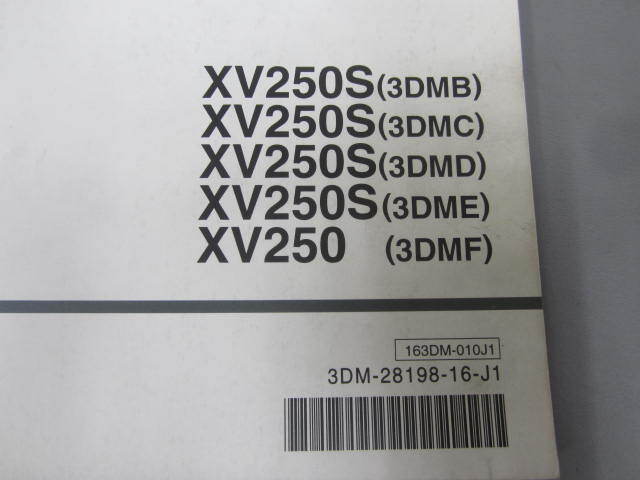 XV250S(3DMB)
XV250S(3DMC)
XV250S(3DMD)
XV250S(3DME)
XV250 (3DMF)
163DM-010J1
3DM-28198-16-J1